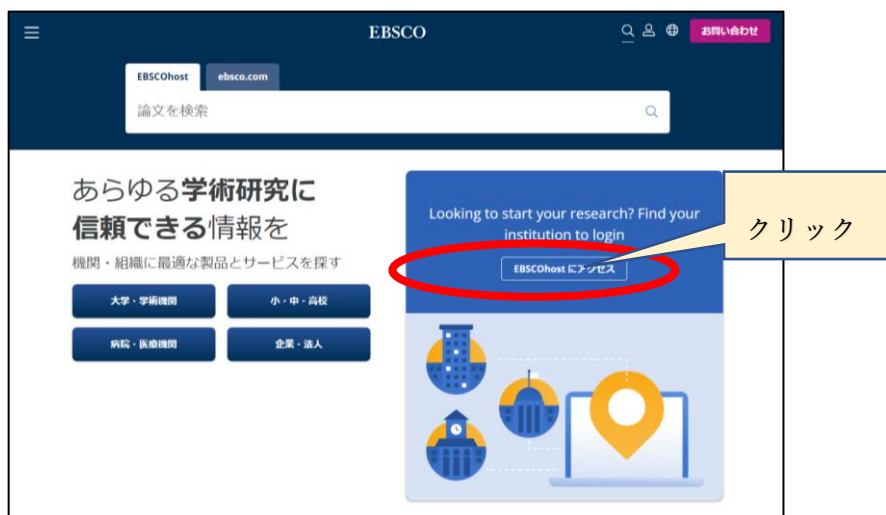 EBSCO
お問い合わせ
EBSCOhost
ebsco.com
論文を検索
あらゆる学術研究に
信頼できる情報を
機関・組織に最適な製品とサービスを探す
大学・学術機関
小・中・高校
病院・医療機関
企業・法人
Looking to start your research? Find your
institution to login
EBSCOhost にアクセス
クリック